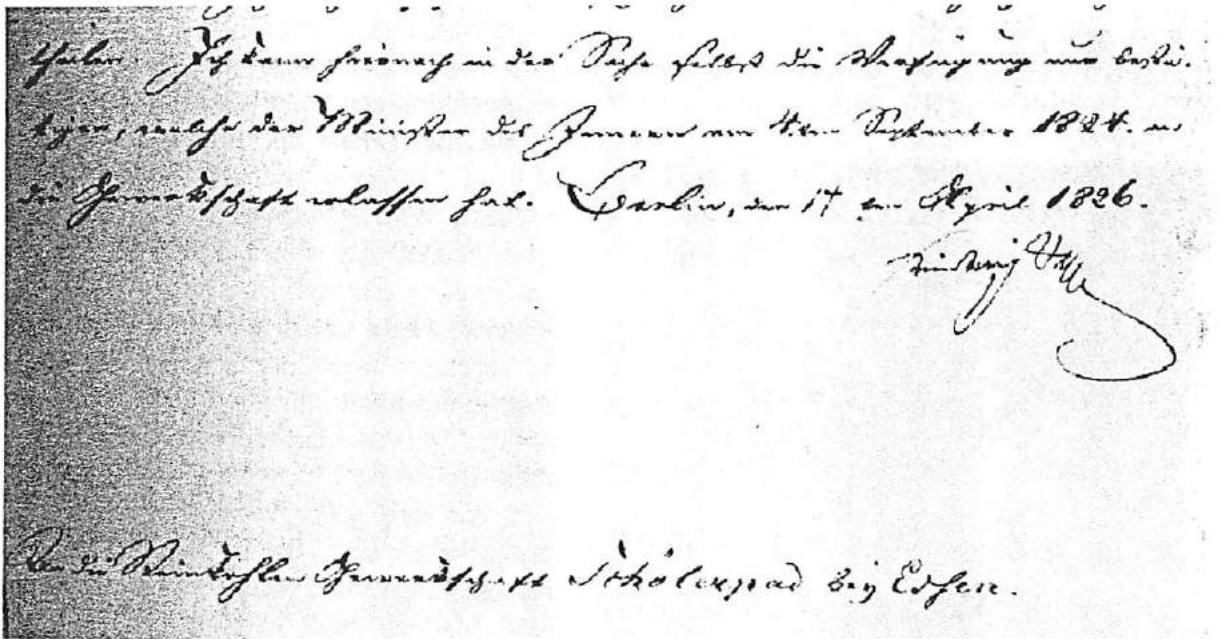 theilen. Ich kann hiernach in der Sache selbst die Verfügung nur bestä-
tigen, welche der Minister des Innern am 4ten September 1824. an
die Gewerkschaft erlassen hat. Berlin, den 17 ten April 1826.
An die Steinkohlen Gewerkschaft Schölerpad bey Essen.